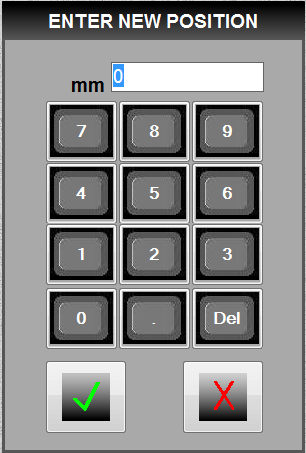 ENTER NEW POSITION
mm 0
7 8 9
4 5 6
1 2 3
0 . Del